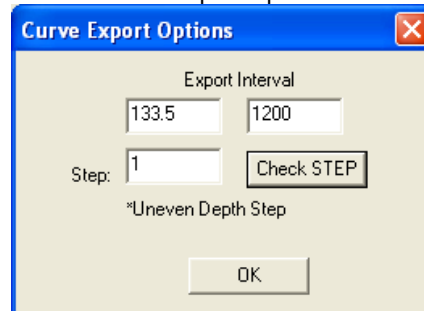 Curve Export Options
Export Interval
133.5 1200
Step: 1 Check STEP
*Uneven Depth Step
OK